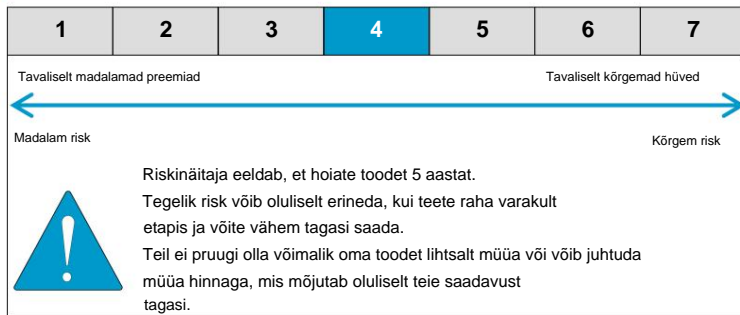 1 2 3 4 5 6 7
Tavaliselt madalamad preemiad Tavaliselt kõrgemad hüved
Madalam risk Kõrgem risk
Riskinäitaja eeldab, et hoiate toodet 5 aastat.
Tegelik risk võib oluliselt erineda, kui teete raha varakult
etapis ja võite vähem tagasi saada.
Teil ei pruugi olla võimalik oma toodet lihtsalt müüa või võib juhtuda
müüa hinnaga, mis mõjutab oluliselt teie saadavust
tagasi.